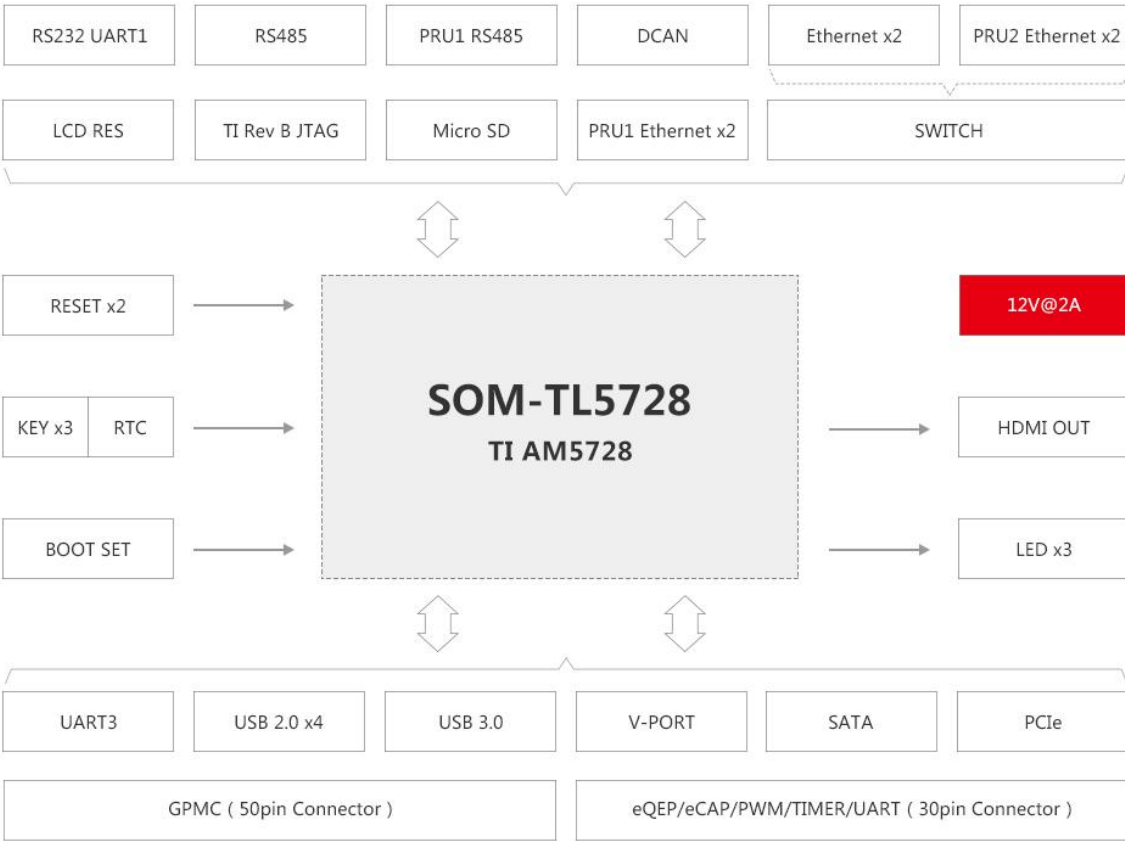 RS232 UART1
RS485
PRU1 RS485
DCAN
Ethernet x2
PRU2 Ethernet x2
LCD RES
TI Rev B JTAG
Micro SD
PRU1 Ethernet x2
SWITCH
RESET x2
12V@2A
SOM-TL5728
TI AM5728
KEY x3
RTC
HDMI OUT
BOOT SET
LED x3
UART3
USB 2.0 x4
USB 3.0
V-PORT
SATA
PCIe
GPMC ( 50pin Connector )
eQEP/eCAP/PWM/TIMER/UART ( 30pin Connector )